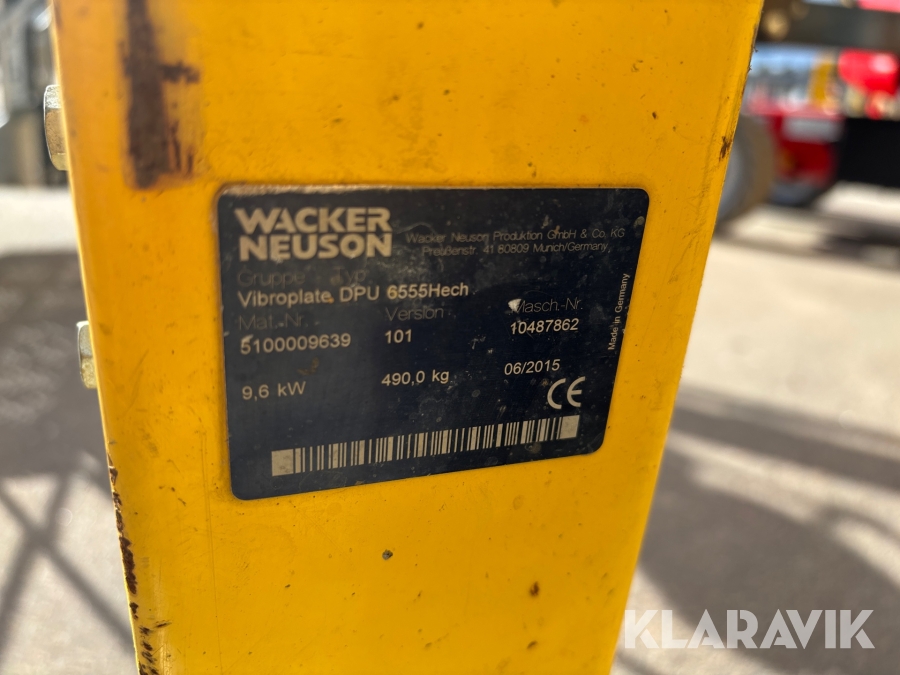 WACKER
NEUSON
Wacker Neuson Produktion GmbH & Co. KG
Preußenstr. 41 80809 Munich/Germany
Gruppe Typ
Vibroplate DPU 6555Hech
Mat.-Nr. Version Masch.-Nr.
5100009639 101 10487862
9,6 kW 490,0 kg 06/2015
CE
Made in Germany
KLARAVIK